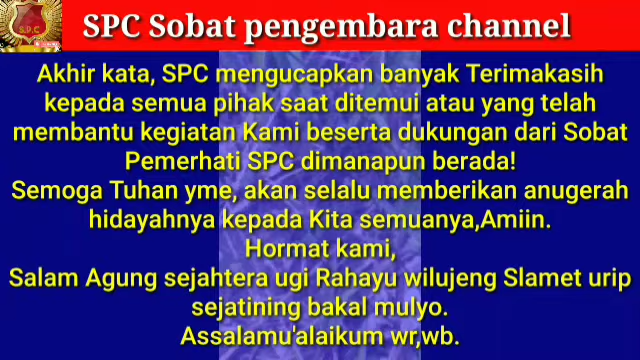 S.P.C
SPC Sobat pengembara channel
Akhir kata, SPC mengucapkan banyak Terimakasih
kepada semua pihak saat ditemui atau yang telah
membantu kegiatan Kami beserta dukungan dari Sobat
Pemerhati SPC dimanapun berada!
Semoga Tuhan yme, akan selalu memberikan anugerah
hidayahnya kepada Kita semuanya,Amiin.
Hormat kami,
Salam Agung sejahtera ugi Rahayu wilujeng Slamet urip
sejatining bakal mulyo.
Assalamu'alaikum wr,wb.